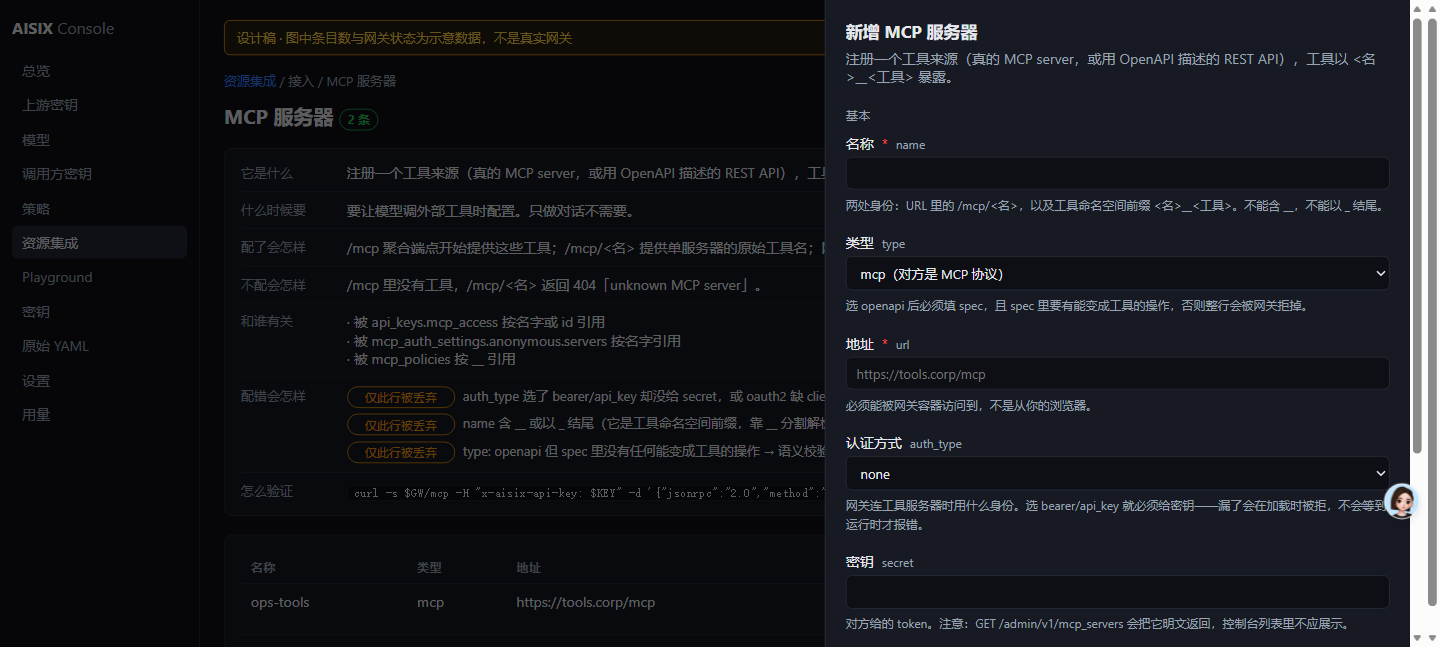 AISIX Console
总览
上游密钥
模型
调用方密钥
策略
资源集成
Playground
密钥
原始 YAML
设置
用量
设计稿 · 图中条目数与网关状态为示意数据，不是真实网关
资源集成 / 接入 / MCP 服务器
MCP 服务器 2 条
它是什么 注册一个工具来源（真的 MCP server，或用 OpenAPI 描述的 REST API），工具
什么时候要 要让模型调外部工具时配置。只做对话不需要。
配了会怎样 /mcp 聚合端点开始提供这些工具；/mcp/<名> 提供单服务器的原始工具名；
不配会怎样 /mcp 里没有工具，/mcp/<名> 返回 404「unknown MCP server」。
和谁有关 · 被 api_keys.mcp_access 按名字或 id 引用
· 被 mcp_auth_settings.anonymous.servers 按名字引用
· 被 mcp_policies 按 __ 引用
配错会怎样 仅此行被丢弃 auth_type 选了 bearer/api_key 却没给 secret，或 oauth2 缺 clie
仅此行被丢弃 name 含 __ 或以 _ 结尾（它是工具命名空间前缀，靠 __ 分割解析
仅此行被丢弃 type: openapi 但 spec 里没有任何能变成工具的操作 → 语义校验
怎么验证 curl -s $GW/mcp -H "x-aisix-api-key: $KEY" -d '{"jsonrpc":"2.0","method":"
名称 类型 地址
ops-tools mcp https://tools.corp/mcp
新增 MCP 服务器
注册一个工具来源（真的 MCP server，或用 OpenAPI 描述的 REST API），工具以 <名
>__<工具> 暴露。
基本
名称 * name
两处身份：URL 里的 /mcp/<名>，以及工具命名空间前缀 <名>__<工具>。不能含 __，不能以 _ 结尾。
类型 type
mcp（对方是 MCP 协议）
选 openapi 后必须填 spec，且 spec 里要有能变成工具的操作，否则整行会被网关拒掉。
地址 * url
https://tools.corp/mcp
必须能被网关容器访问到，不是从你的浏览器。
认证方式 auth_type
none
网关连工具服务器时用什么身份。选 bearer/api_key 就必须给密钥——漏了会在加载时被拒，不会等到
运行时才报错。
密钥 secret
对方给的 token。注意：GET /admin/v1/mcp_servers 会把它明文返回，控制台列表里不应展示。